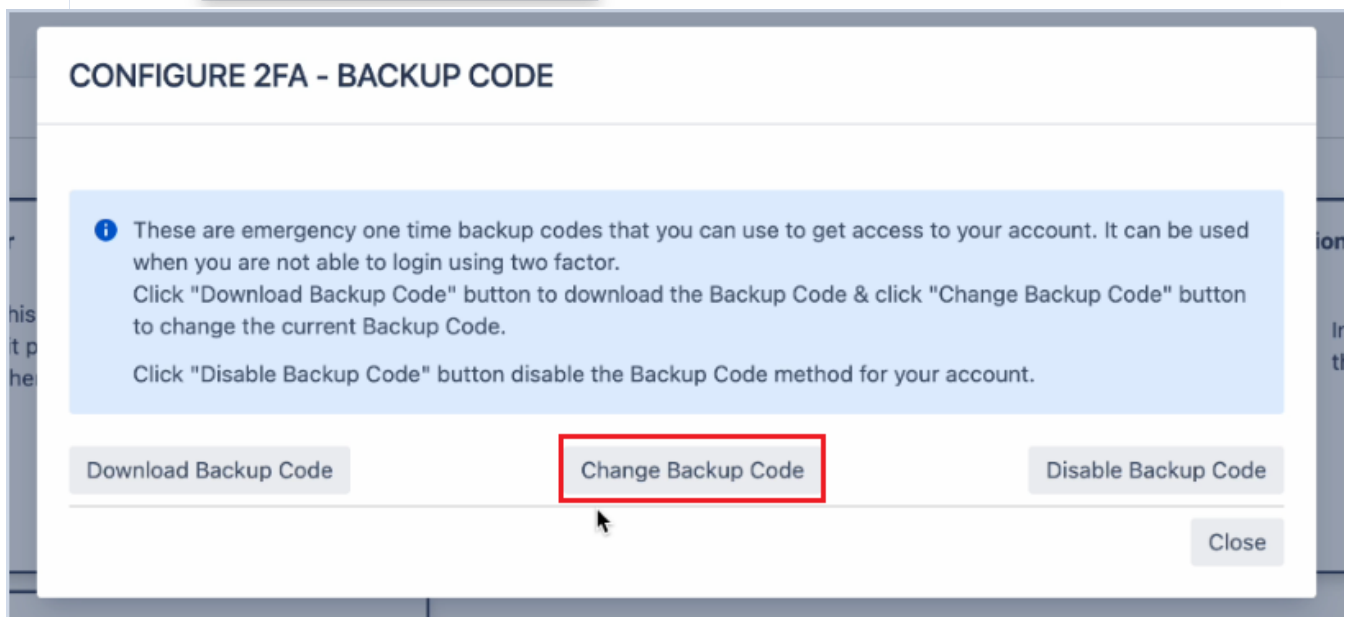 CONFIGURE 2FA - BACKUP CODE
These are emergency one time backup codes that you can use to get access to your account. It can be used
when you are not able to login using two factor.
Click "Download Backup Code" button to download the Backup Code & click "Change Backup Code" button
to change the current Backup Code.
Click "Disable Backup Code" button disable the Backup Code method for your account.
Download Backup Code
Change Backup Code
Disable Backup Code
Close